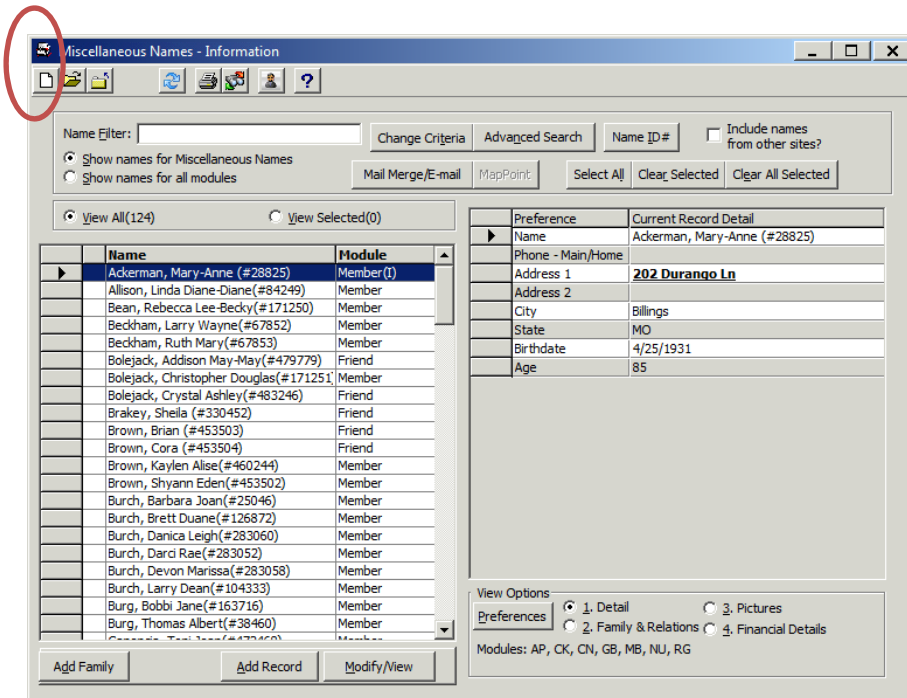 Miscellaneous Names - Information
Name Filter:
Change Criteria
Advanced Search
Name ID#
Include names
from other sites?
Show names for Miscellaneous Names
Show names for all modules
Mail Merge/E-mail
MapPoint
Select All
Clear Selected
Clear All Selected
View All(124)
View Selected(0)
Name Module
Ackerman, Mary-Anne (#28825) Member(I)
Allison, Linda Diane-Diane(#84249) Member
Bean, Rebecca Lee-Becky(#171250) Member
Beckham, Larry Wayne(#67852) Member
Beckham, Ruth Mary(#67853) Member
Bolejack, Addison May-May(#479779) Friend
Bolejack, Christopher Douglas(#171251) Member
Bolejack, Crystal Ashley(#483246) Friend
Brakey, Sheila (#330452) Friend
Brown, Brian (#453503) Friend
Brown, Cora (#453504) Friend
Brown, Kaylen Alise(#460244) Member
Brown, Shyann Eden(#453502) Member
Burch, Barbara Joan(#25046) Member
Burch, Brett Duane(#126872) Member
Burch, Danica Leigh(#283060) Member
Burch, Darci Rae(#283052) Member
Burch, Devon Marissa(#283058) Member
Burch, Larry Dean(#104333) Member
Burg, Bobbi Jane(#163716) Member
Burg, Thomas Albert(#38460) Member
Preference Current Record Detail
Name Ackerman, Mary-Anne (#28825)
Phone - Main/Home
Address 1 202 Durango Ln
Address 2
City Billings
State MO
Birthdate 4/25/1931
Age 85
View Options
Preferences
1. Detail
3. Pictures
2. Family & Relations
4. Financial Details
Modules: AP, CK, CN, GB, MB, NU, RG
Add Family
Add Record
Modify/View